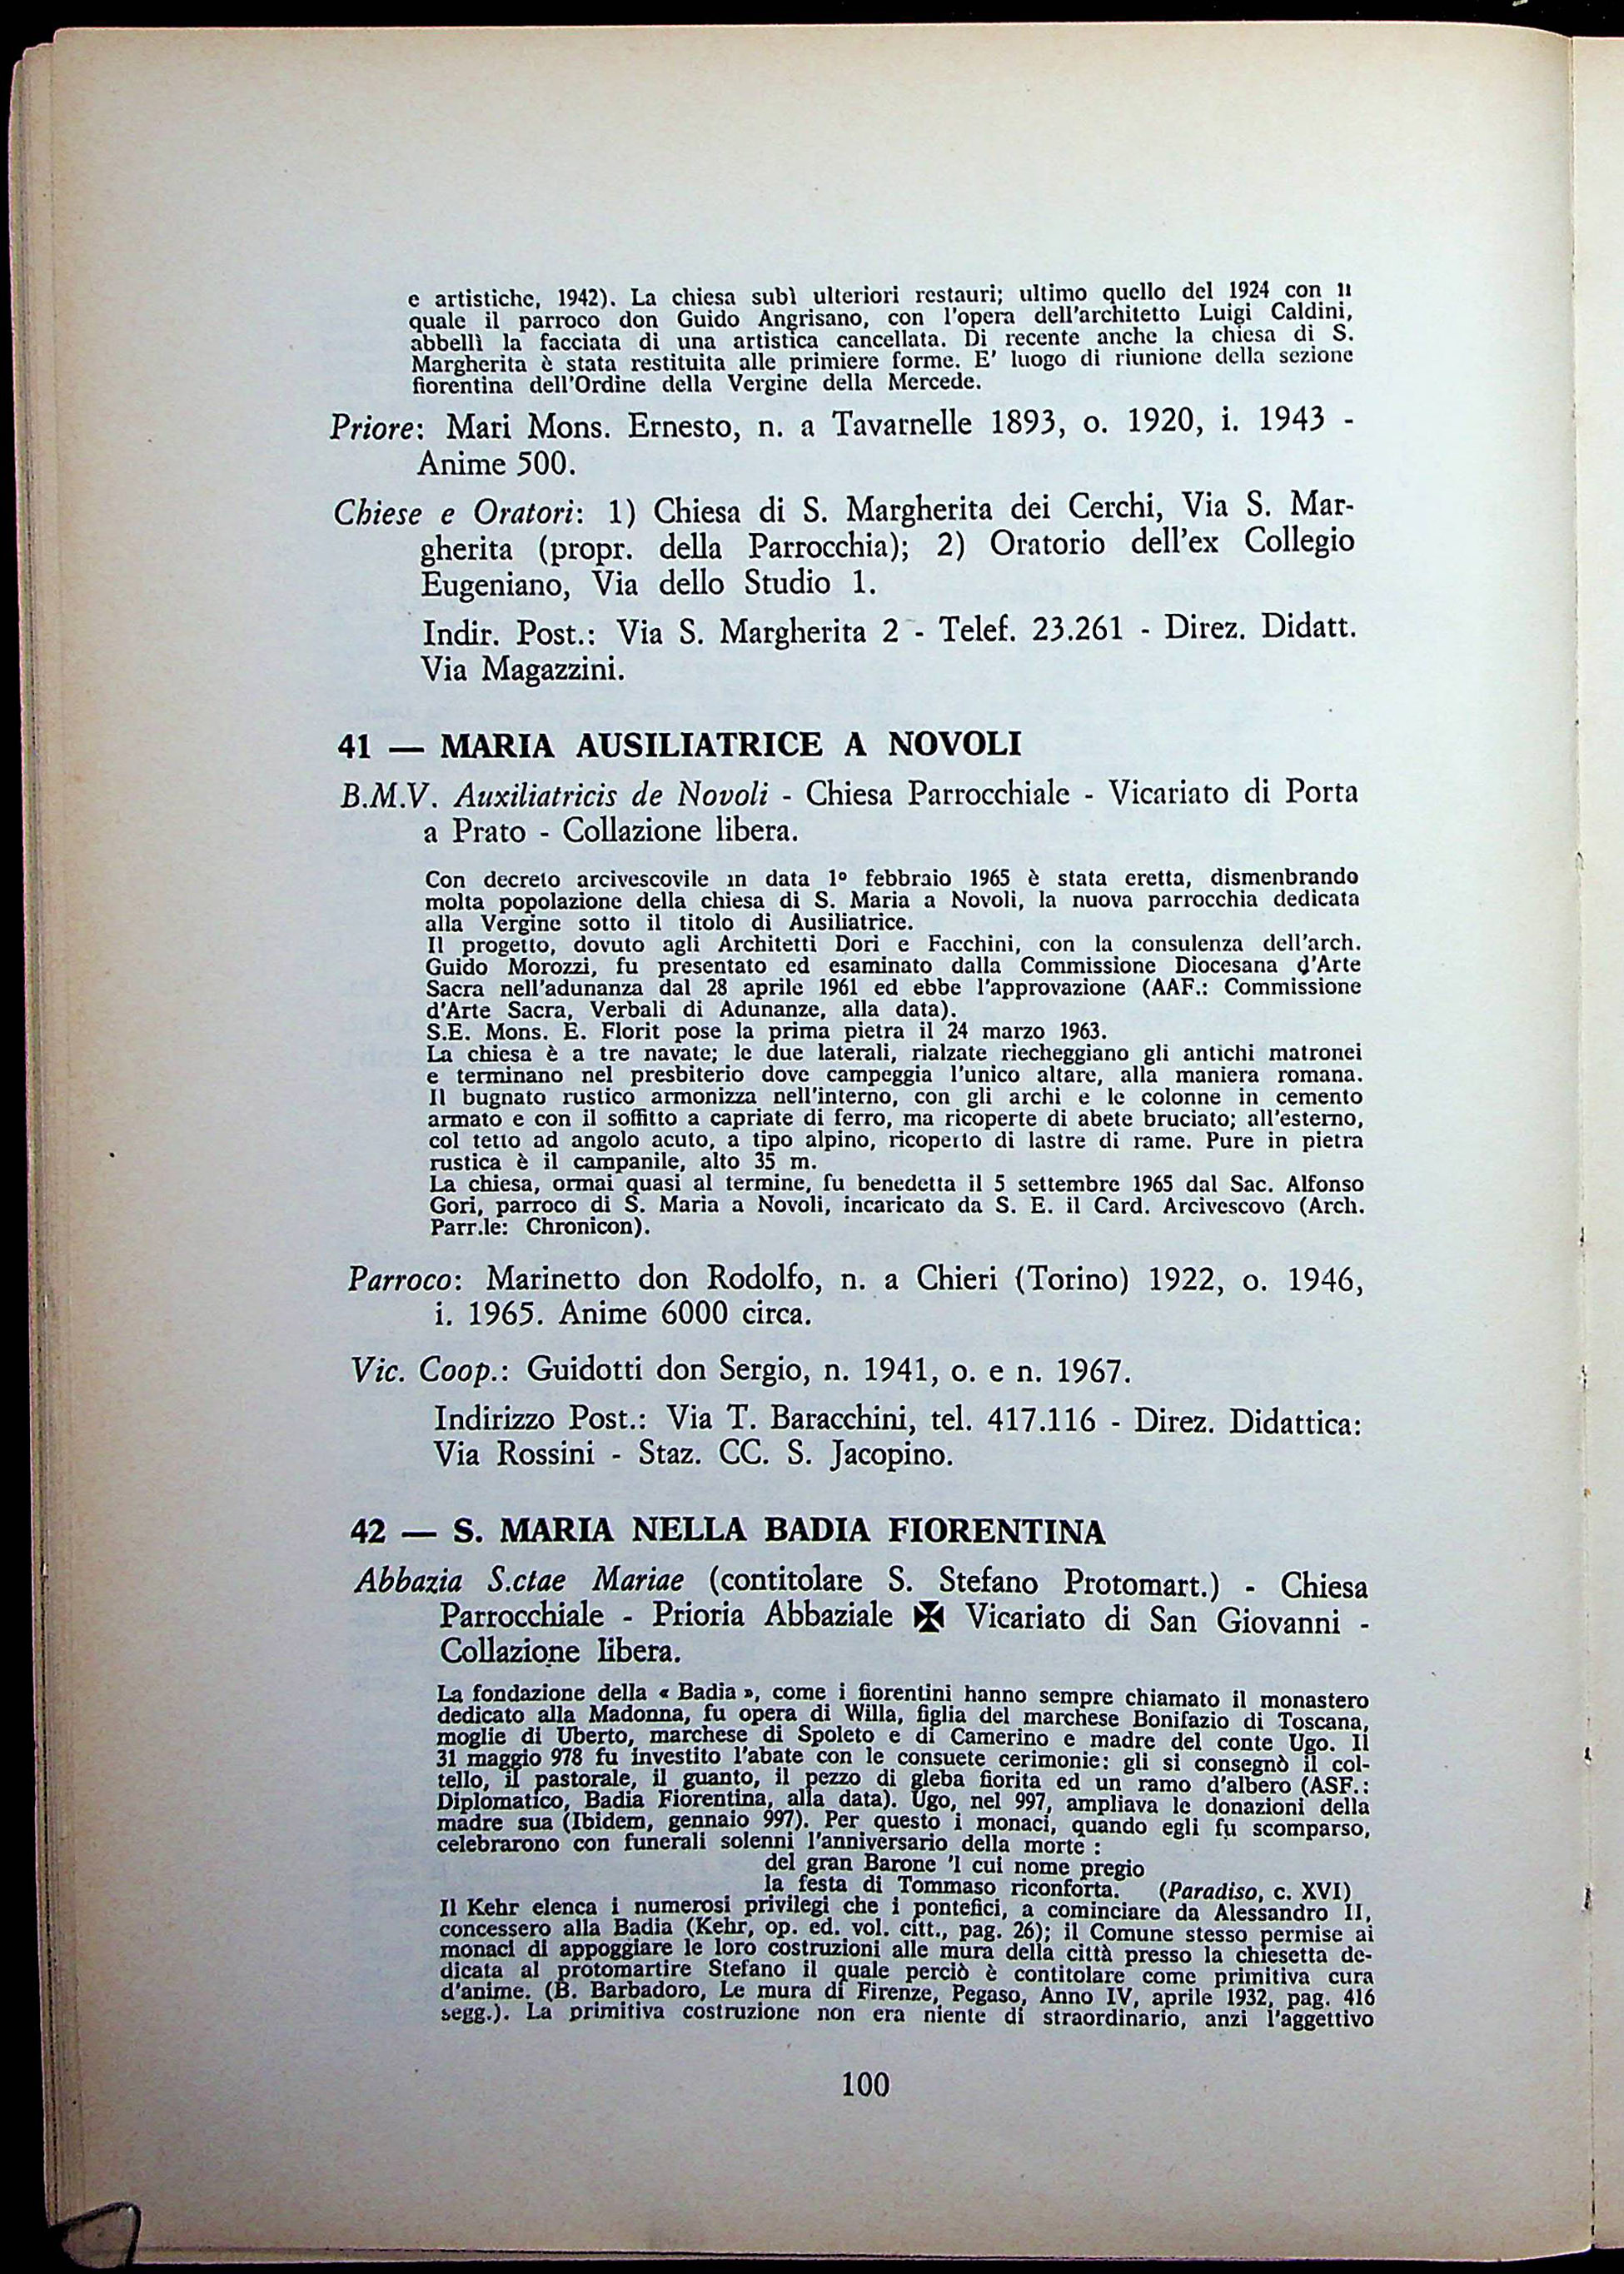 e artistiche, 1942). La chiesa subì ulteriori restauri; ultimo quello del 1924 con il
quale il parroco don Guido Angrisano, con l'opera dell'architetto Luigi Caldini,
abbellì la facciata di una artistica cancellata. Di recente anche la chiesa di S.
Margherita è stata restituita alle primiere forme. E' luogo di riunione della sezione
fiorentina dell'Ordine della Vergine della Mercede.
Priore: Mari Mons. Ernesto, n. a Tavarnelle 1893, o. 1920, i. 1943 -
Anime 500.
Chiese e Oratori: 1) Chiesa di S. Margherita dei Cerchi, Via S. Mar-
gherita (propr. della Parrocchia); 2) Oratorio dell'ex Collegio
Eugeniano, Via dello Studio 1.
Indir. Post.: Via S. Margherita 2 - Telef. 23.261 - Direz. Didatt.
Via Magazzini.
41 — MARIA AUSILIATRICE A NOVOLI
B.M.V. Auxiliatricis de Novoli - Chiesa Parrocchiale - Vicariato di Porta
a Prato - Collazione libera.
Con decreto arcivescovile in data 1º febbraio 1965 è stata eretta, dismenbrando
molta popolazione della chiesa di S. Maria a Novoli, la nuova parrocchia dedicata
alla Vergine sotto il titolo di Ausiliatrice.
Il progetto, dovuto agli Architetti Dori e Facchini, con la consulenza dell'arch.
Guido Morozzi, fu presentato ed esaminato dalla Commissione Diocesana d'Arte
Sacra nell'adunanza dal 28 aprile 1961 ed ebbe l'approvazione (AAF.: Commissione
d'Arte Sacra, Verbali di Adunanze, alla data).
S.E. Mons. E. Florit pose la prima pietra il 24 marzo 1963.
La chiesa è a tre navate; le due laterali, rialzate riecheggiano gli antichi matronei
e terminano nel presbiterio dove campeggia l'unico altare, alla maniera romana.
Il bugnato rustico armonizza nell'interno, con gli archi e le colonne in cemento
armato e con il soffitto a capriate di ferro, ma ricoperte di abete bruciato; all'esterno,
col tetto ad angolo acuto, a tipo alpino, ricoperto di lastre di rame. Pure in pietra
rustica è il campanile, alto 35 m.
La chiesa, ormai quasi al termine, fu benedetta il 5 settembre 1965 dal Sac. Alfonso
Gori, parroco di S. Maria a Novoli, incaricato da S. E. il Card. Arcivescovo (Arch.
Parr.le: Chronicon).
Parroco: Marinetto don Rodolfo, n. a Chieri (Torino) 1922, o. 1946,
i. 1965. Anime 6000 circa.
Vic. Coop.: Guidotti don Sergio, n. 1941, o. e n. 1967.
Indirizzo Post.: Via T. Baracchini, tel. 417.116 - Direz. Didattica:
Via Rossini - Staz. CC. S. Jacopino.
42 — S. MARIA NELLA BADIA FIORENTINA
Abbazia S.ctae Mariae (contitolare S. Stefano Protomart.) - Chiesa
Parrocchiale - Prioria Abbaziale ✠ Vicariato di San Giovanni -
Collazione libera.
La fondazione della « Badia », come i fiorentini hanno sempre chiamato il monastero
dedicato alla Madonna, fu opera di Willa, figlia del marchese Bonifazio di Toscana,
moglie di Uberto, marchese di Spoleto e di Camerino e madre del conte Ugo. Il
31 maggio 978 fu investito l'abate con le consuete cerimonie: gli si consegnò il col-
tello, il pastorale, il guanto, il pezzo di gleba fiorita ed un ramo d'albero (ASF.:
Diplomatico, Badia Fiorentina, alla data). Ugo, nel 997, ampliava le donazioni della
madre sua (Ibidem, gennaio 997). Per questo i monaci, quando egli fu scomparso,
celebrarono con funerali solenni l'anniversario della morte :
del gran Barone 'l cui nome pregio
la festa di Tommaso riconforta. (Paradiso, c. XVI)
Il Kehr elenca i numerosi privilegi che i pontefici, a cominciare da Alessandro II,
concessero alla Badia (Kehr, op. ed. vol. citt., pag. 26); il Comune stesso permise ai
monaci di appoggiare le loro costruzioni alle mura della città presso la chiesetta de-
dicata al protomartire Stefano il quale perciò è contitolare come primitiva cura
d'anime. (B. Barbadoro, Le mura di Firenze, Pegaso, Anno IV, aprile 1932, pag. 416
segg.). La primitiva costruzione non era niente di straordinario, anzi l'aggettivo
100